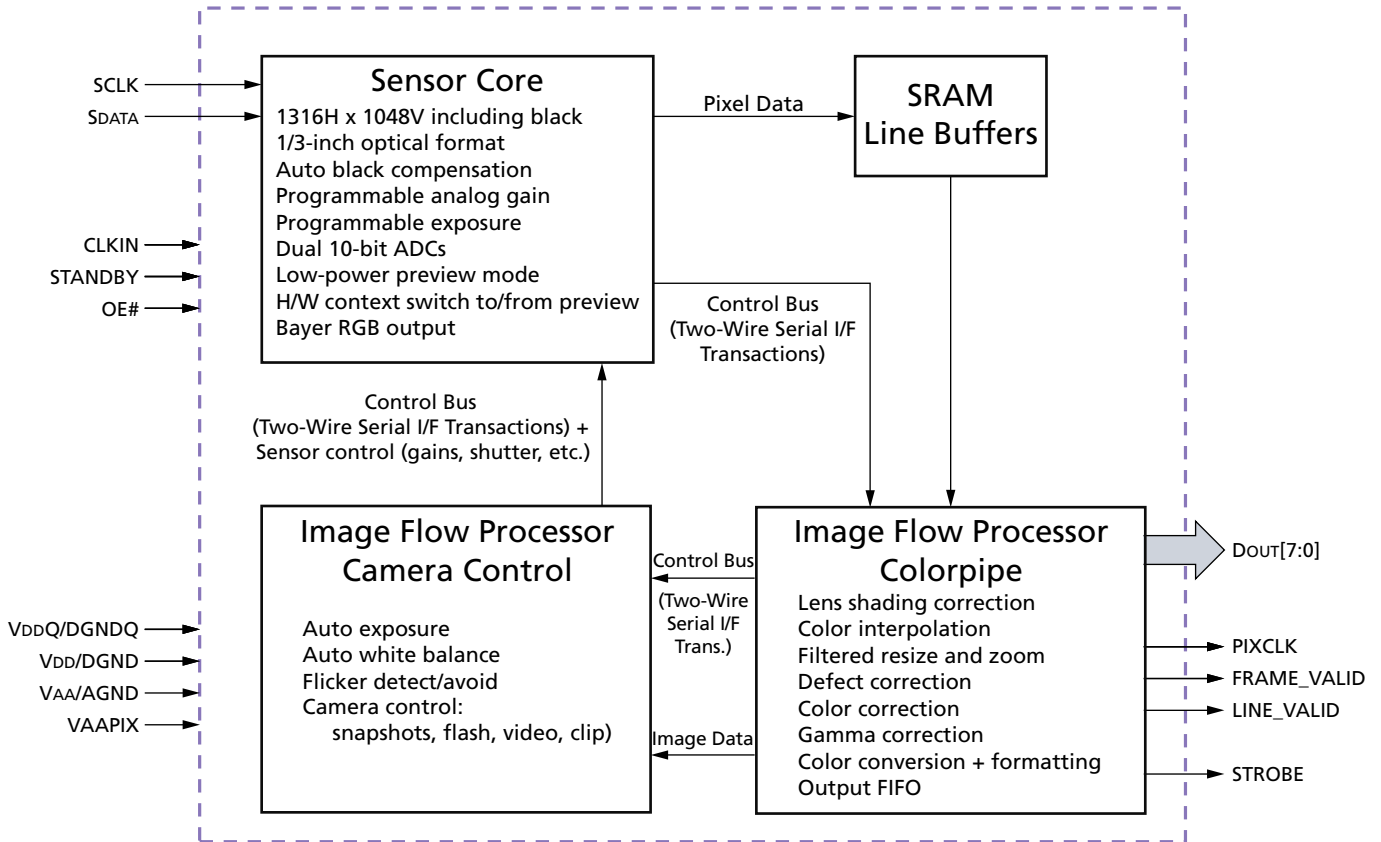 SCLK
SDATA
CLKIN
STANDBY
OE#
VDDQ/DGNDQ
VDD/DGND
VAA/AGND
VAAPIX
Sensor Core
1316H x 1048V including black
1/3-inch optical format
Auto black compensation
Programmable analog gain
Programmable exposure
Dual 10-bit ADCs
Low-power preview mode
H/W context switch to/from preview
Bayer RGB output
Pixel Data
SRAM
Line Buffers
Control Bus
(Two-Wire Serial I/F
Transactions)
Control Bus
(Two-Wire Serial I/F Transactions) +
Sensor control (gains, shutter, etc.)
Image Flow Processor
Camera Control
Auto exposure
Auto white balance
Flicker detect/avoid
Camera control:
snapshots, flash, video, clip)
Control Bus
(Two-Wire
Serial I/F
Trans.)
Image Data
Image Flow Processor
Colorpipe
Lens shading correction
Color interpolation
Filtered resize and zoom
Defect correction
Color correction
Gamma correction
Color conversion + formatting
Output FIFO
DOUT[7:0]
PIXCLK
FRAME_VALID
LINE_VALID
STROBE